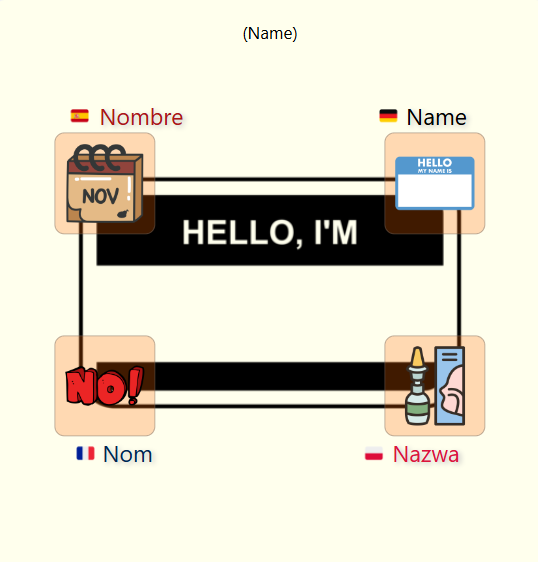 (Name)
Nombre
Name
NOV
HELLO
MY NAME IS
HELLO, I'M
NO!
Nom
Nazwa